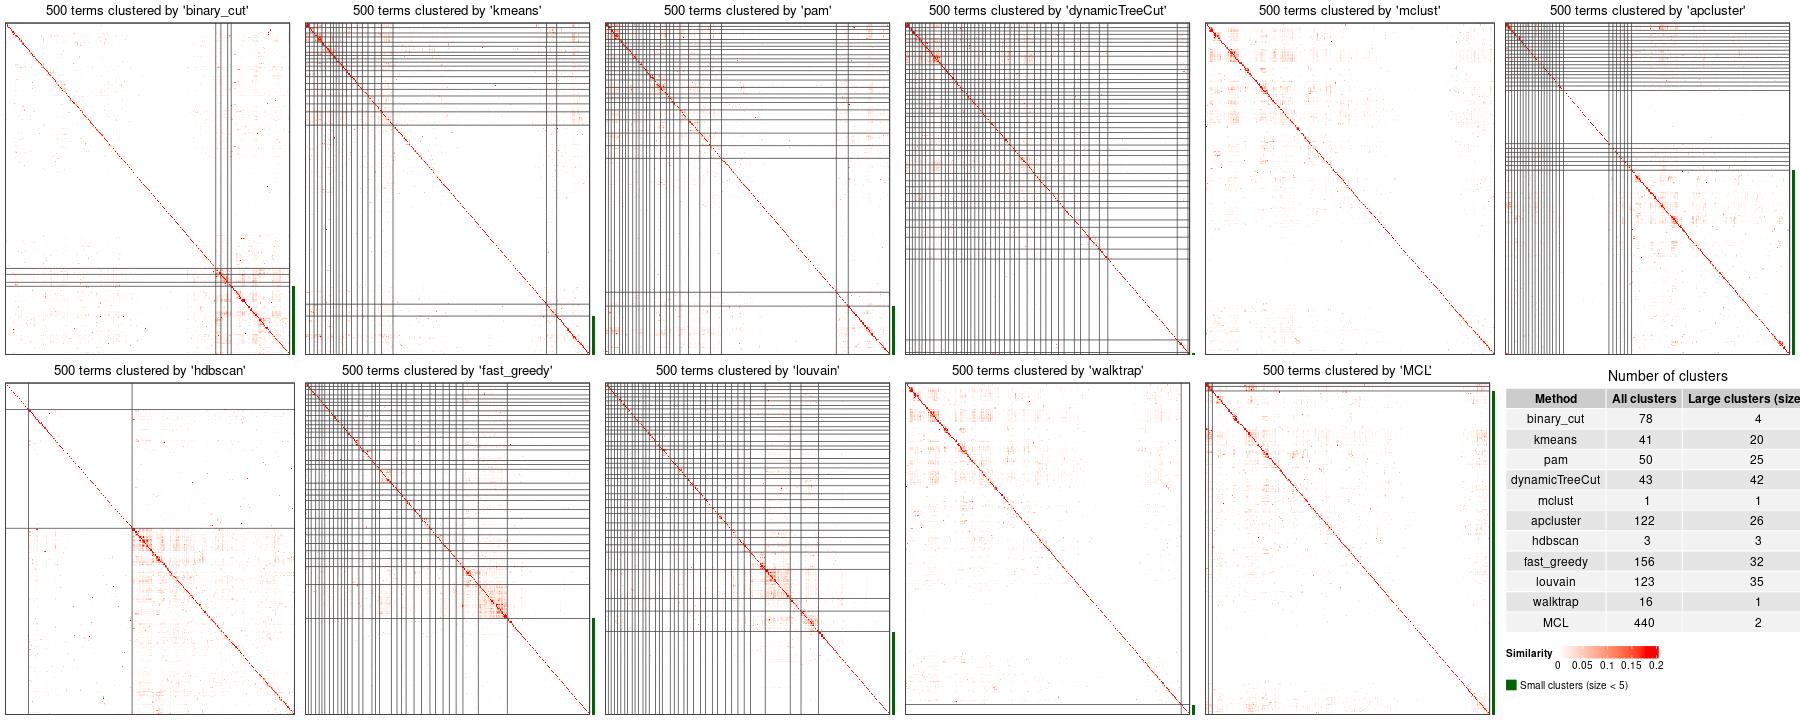 500 terms clustered by 'binary_cut'
500 terms clustered by 'kmeans'
500 terms clustered by 'pam'
500 terms clustered by 'dynamicTreeCut'
500 terms clustered by 'mclust'
500 terms clustered by 'apcluster'
500 terms clustered by 'hdbscan'
500 terms clustered by 'fast_greedy'
500 terms clustered by 'louvain'
500 terms clustered by 'walktrap'
500 terms clustered by 'MCL'
Number of clusters
Method All clusters Large clusters (size
binary_cut 78 4
kmeans 41 20
pam 50 25
dynamicTreeCut 43 42
mclust 1 1
apcluster 122 26
hdbscan 3 3
fast_greedy 156 32
louvain 123 35
walktrap 16 1
MCL 440 2
Similarity
0 0.05 0.1 0.15 0.2
Small clusters (size < 5)